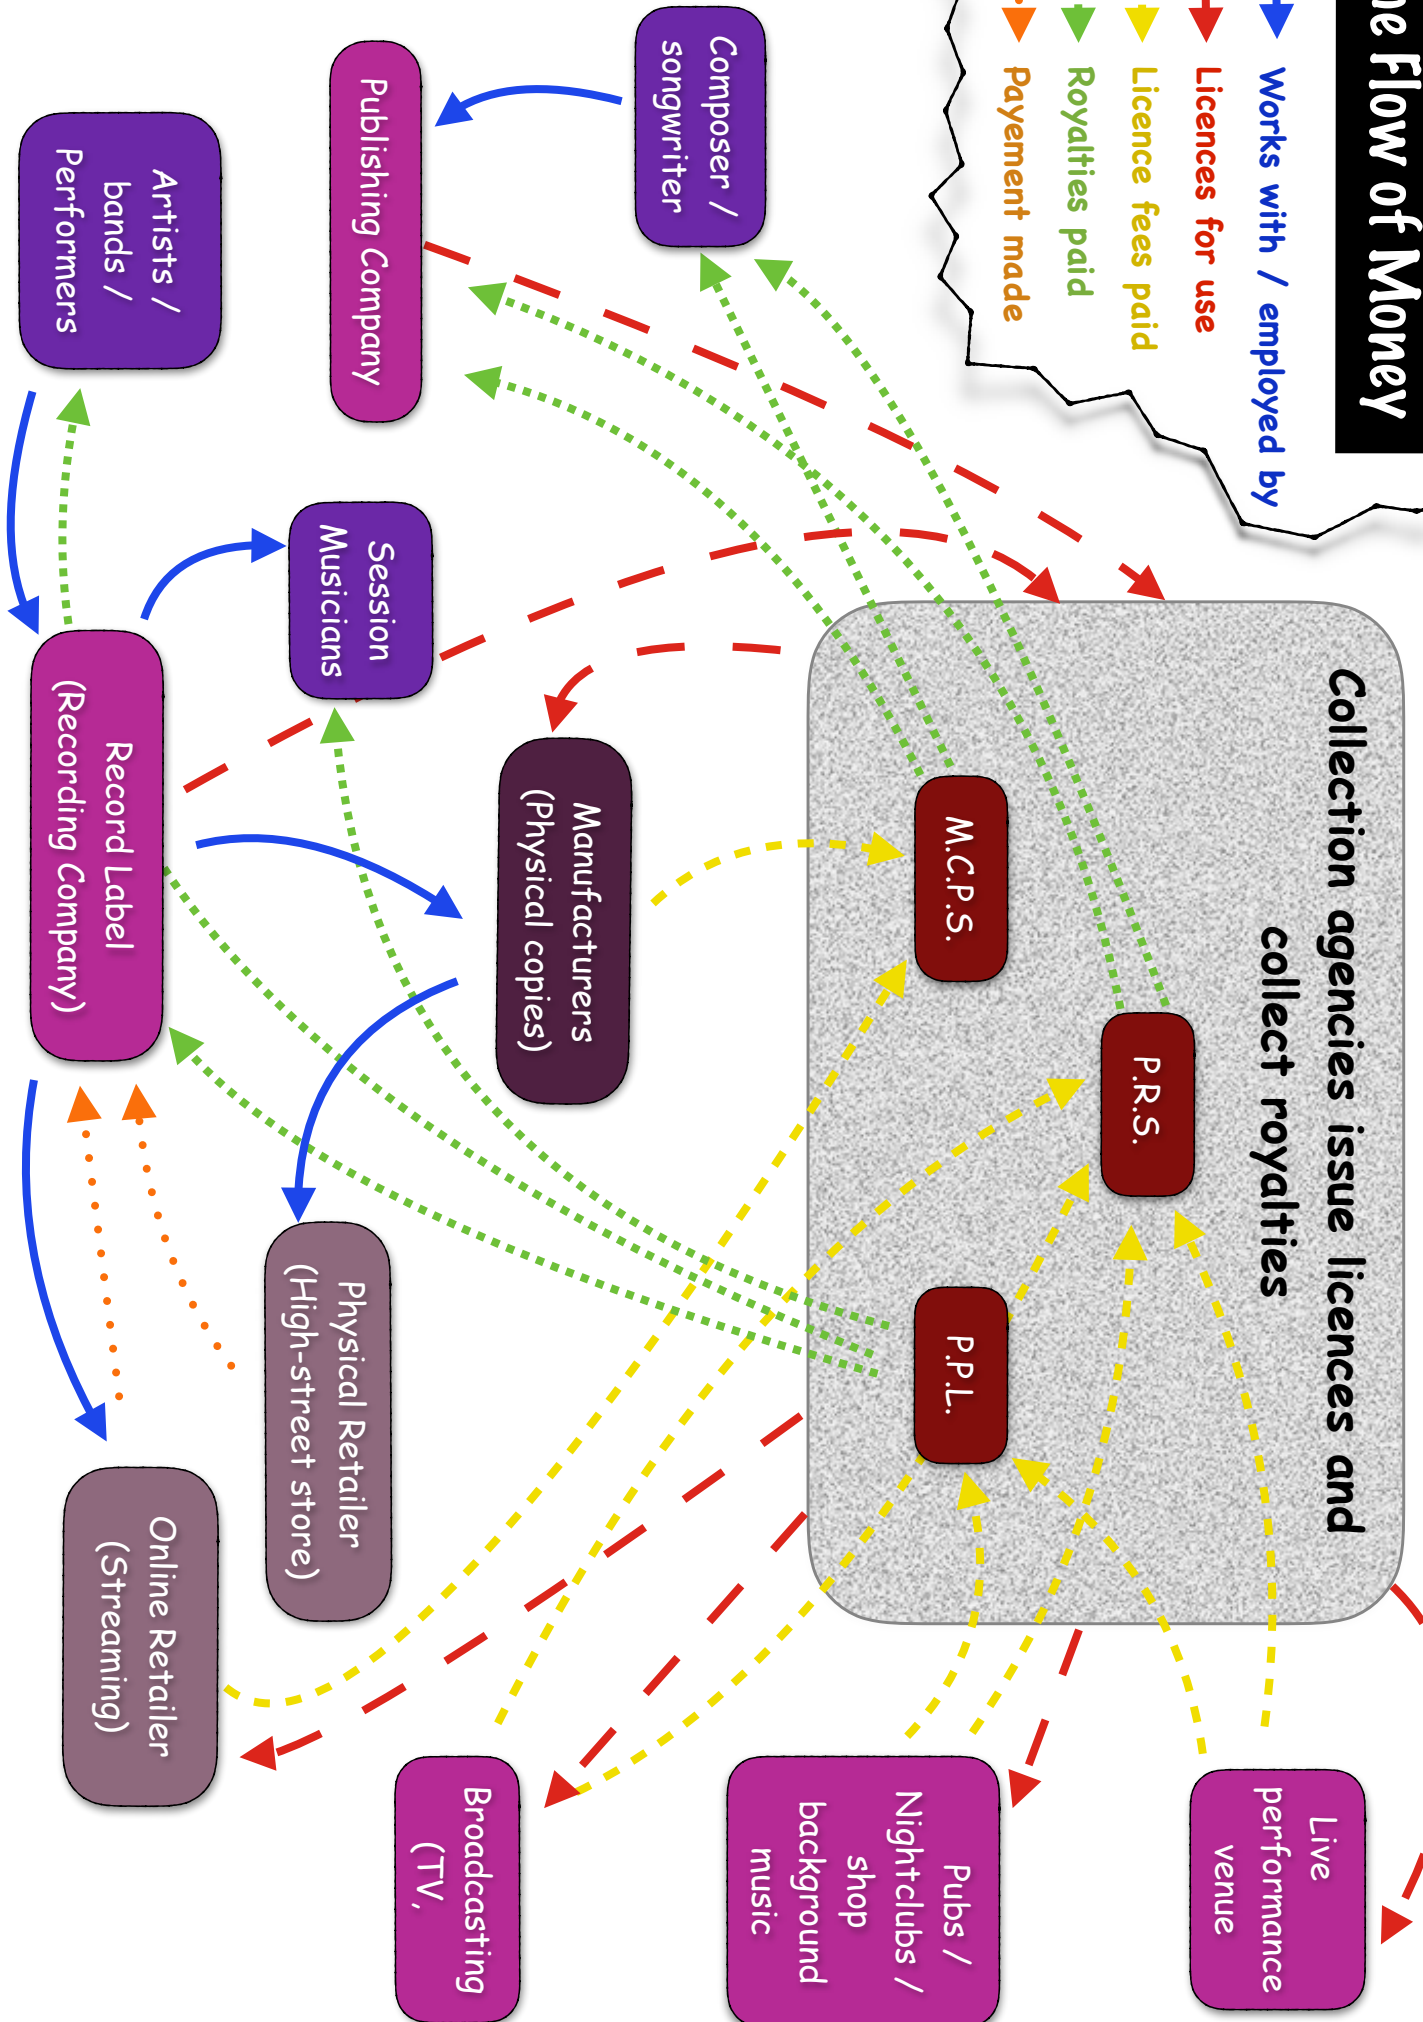 he Flow of Money
Works with / employed by
Licences for use
Licence fees paid
Royalties paid
Payement made
Composer /
songwriter
Publishing Company
Artists /
bands /
Performers
Collection agencies issue licences and
collect royalties
Session
Musicians
M.C.P.S.
P.R.S.
P.P.L.
Manufacturers
(Physical copies)
Record Label
(Recording Company)
Physical Retailer
(High-street store)
Online Retailer
(Streaming)
Live
performance
venue
Pubs /
Nightclubs /
shop
background
music
Broadcasting
(TV,